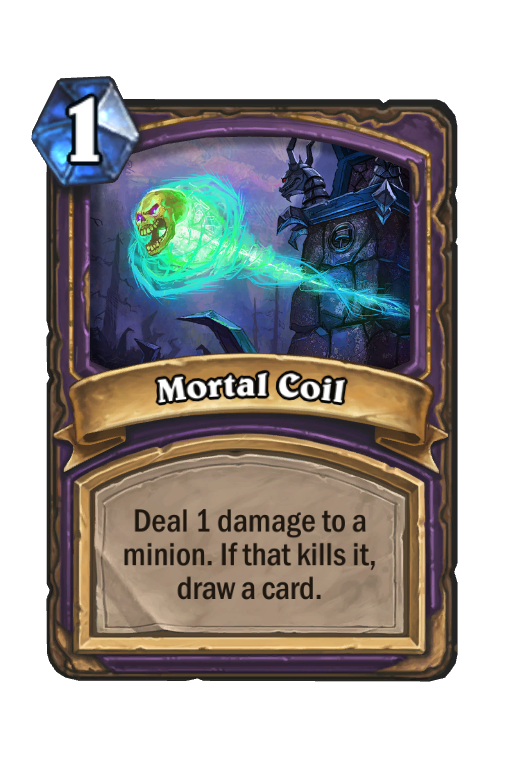 1
Mortal Coil
Deal 1 damage to a
minion. If that kills it,
draw a card.